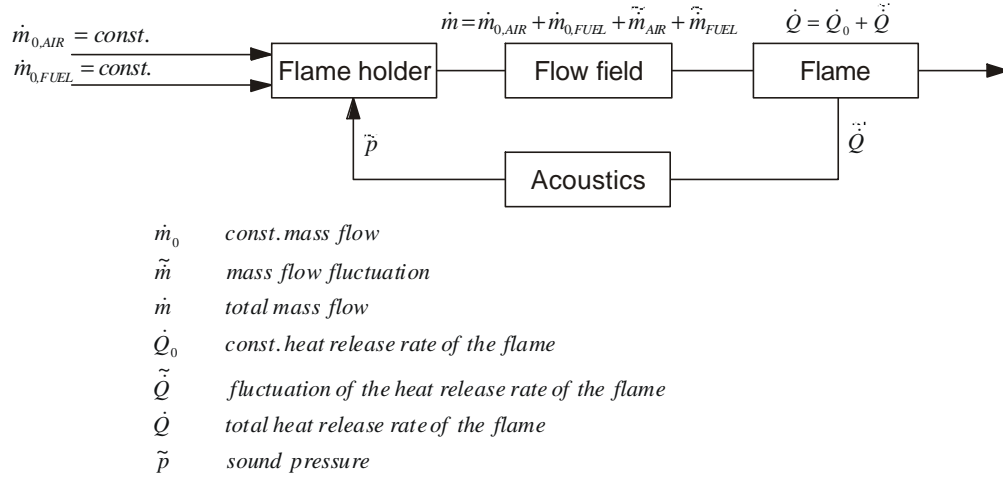 ṁ₀,AIR = const.
ṁ₀,FUEL = const.
ṁ = ṁ₀,AIR + ṁ₀,FUEL + ṁ̃AIR + ṁ̃FUEL
Q̇ = Q̇₀ + Q̇̃
Flame holder
Flow field
Flame
p̃
Q̇̃
Acoustics
ṁ₀ const. mass flow
ṁ̃ mass flow fluctuation
ṁ total mass flow
Q̇₀ const. heat release rate of the flame
Q̇̃ fluctuation of the heat release rate of the flame
Q̇ total heat release rate of the flame
p̃ sound pressure